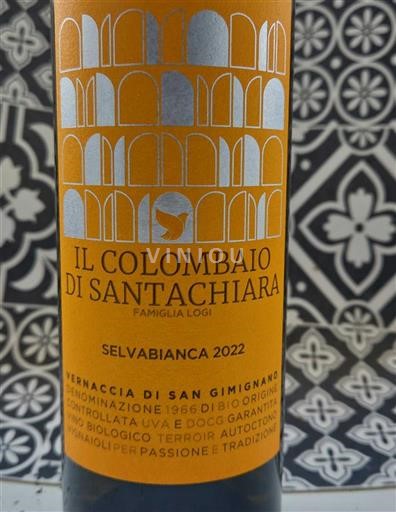 VINIOU
IL COLOMBAIO
DI SANTACHIARA
FAMIGLIA LOGI
SELVABIANCA 2022
VERNACCIA DI SAN GIMIGNANO
DENOMINAZIONE 1966 DI BIO ORIGINE
CONTROLLATA UVA E DOCG GARANTITA
VINO BIOLOGICO TERROIR AUTOCTONO
VIGNAIOLI PER PASSIONE E TRADIZIONE